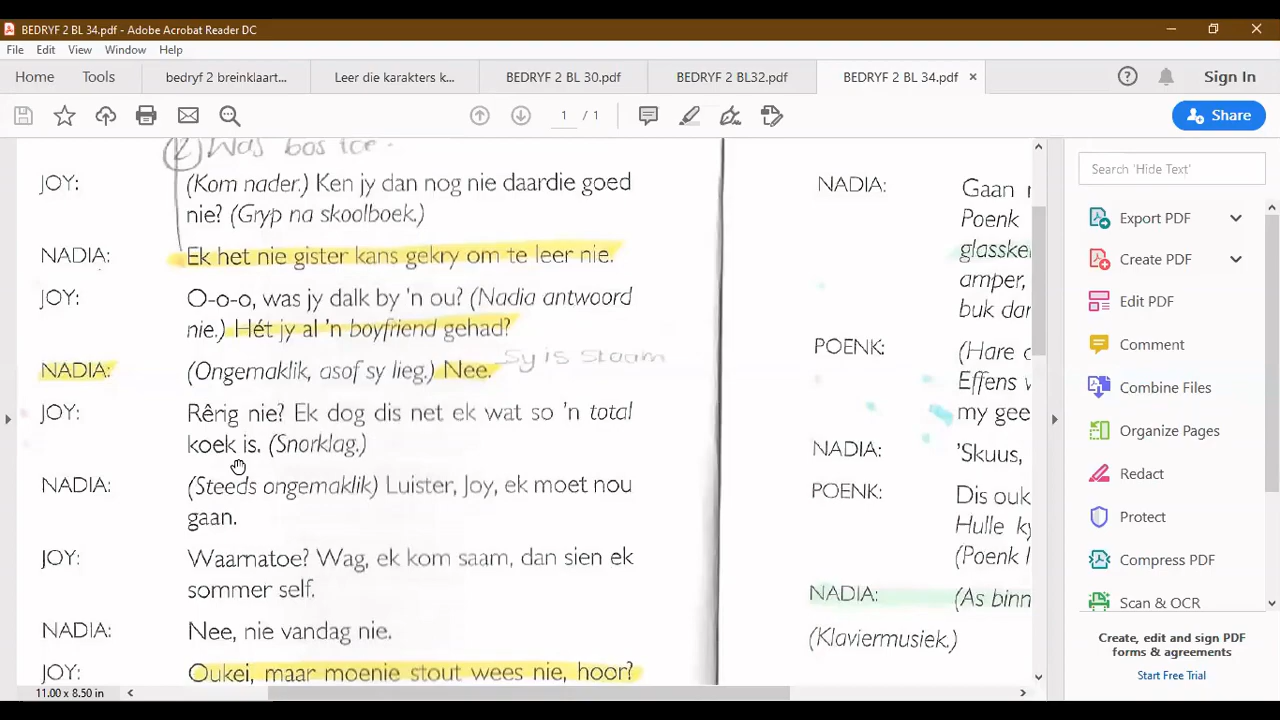 BEDRYF 2 BL 34.pdf - Adobe Acrobat Reader DC
File Edit View Window Help
Home Tools bedryf 2 breinklaart... Leer die karakters k... BEDRYF 2 BL 30.pdf BEDRYF 2 BL32.pdf BEDRYF 2 BL 34.pdf × Sign In
1 / 1 Share
② Was bos toe.
JOY: (Kom nader.) Ken jy dan nog nie daardie goed
nie? (Gryp na skoolboek.)
NADIA: Ek het nie gister kans gekry om te leer nie.
JOY: O-o-o, was jy dalk by 'n ou? (Nadia antwoord
nie.) Hét jy al 'n boyfriend gehad?
NADIA: (Ongemaklik, asof sy lieg.) Nee. Sy is skaam
JOY: Rêrig nie? Ek dog dis net ek wat so 'n total
koek is. (Snorklag.)
NADIA: (Steeds ongemaklik) Luister, Joy, ek moet nou
gaan.
JOY: Waarnatoe? Wag, ek kom saam, dan sien ek
sommer self.
NADIA: Nee, nie vandag nie.
JOY: Oukei, maar moenie stout wees nie, hoor?
NADIA: Gaan
Poenk
glasske
amper,
buk dar
POENK: (Hare
Effens
my gee
NADIA: 'Skuus,
POENK: Dis ouk
Hulle ky
(Poenk
NADIA: (As binn
(Klaviermusiek.)
Search 'Hide Text'
Export PDF
Create PDF
Edit PDF
Comment
Combine Files
Organize Pages
Redact
Protect
Compress PDF
Scan & OCR
Create, edit and sign PDF
forms & agreements
Start Free Trial
11.00 x 8.50 in